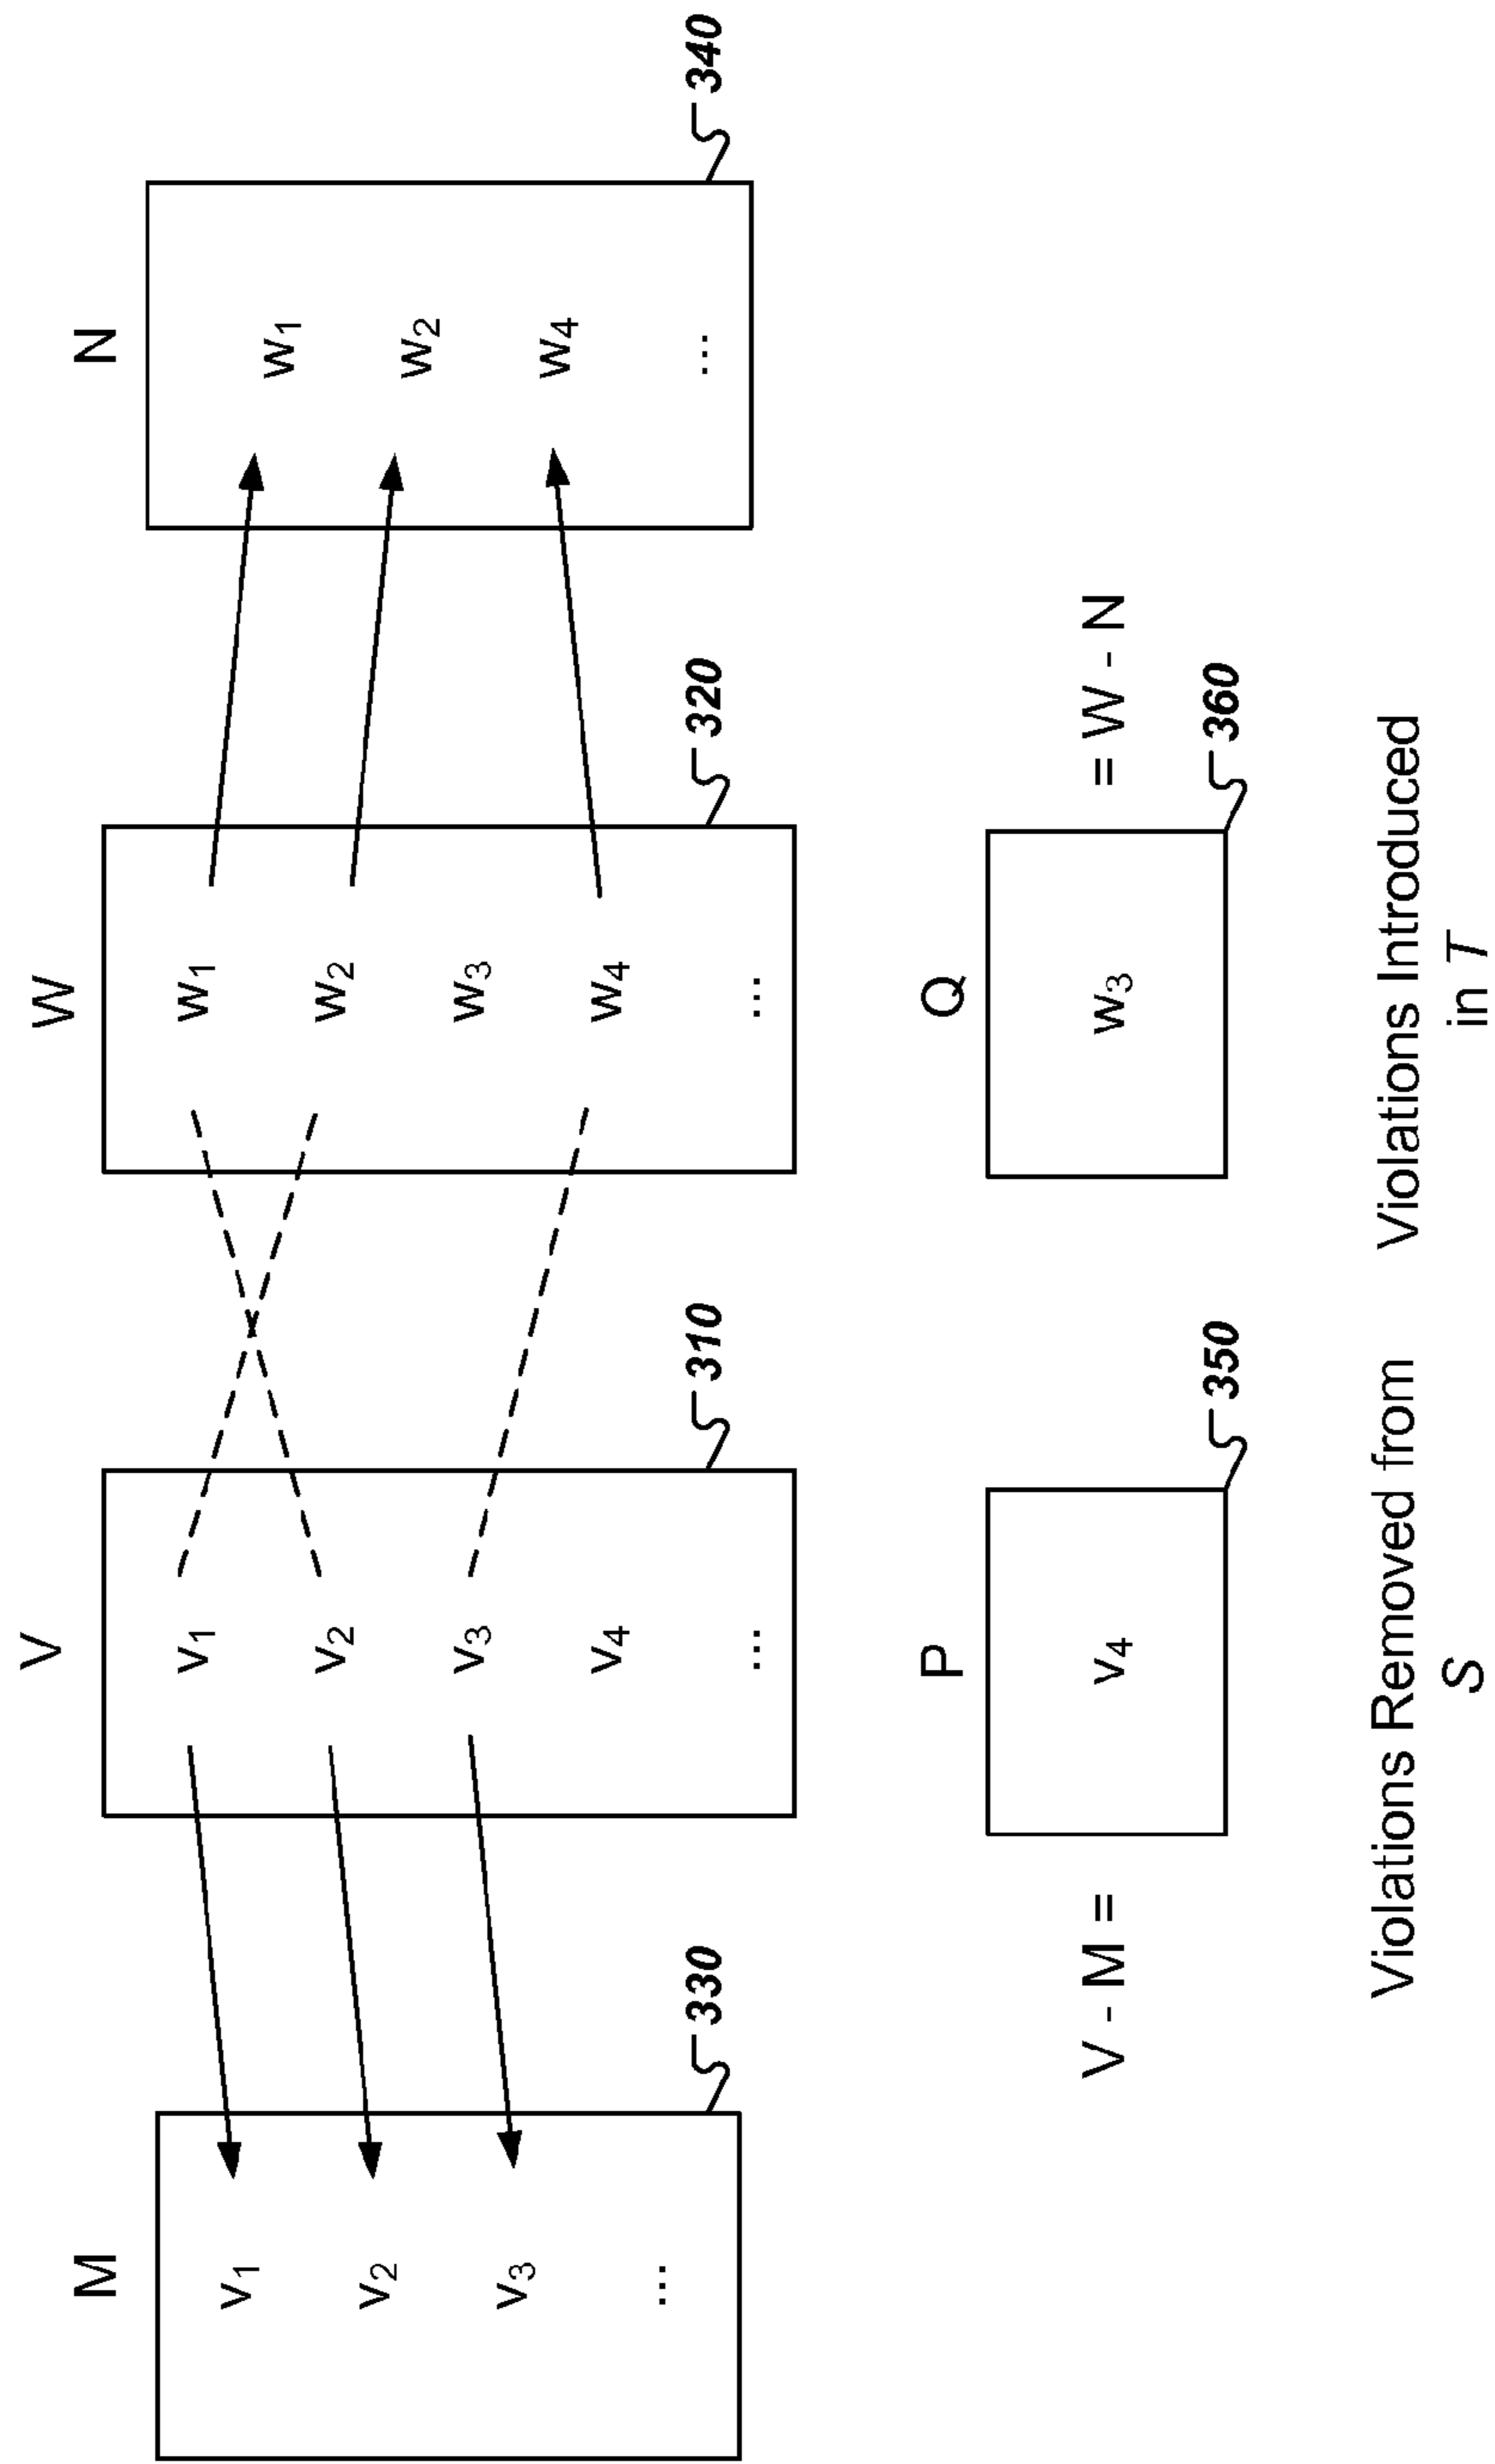 M
v1
v2
v3
...
330
V
v1
v2
v3
v4
...
310
W
w1
w2
w3
w4
...
320
N
w1
w2
w4
...
340
V - M =
P
v4
350
Q
w3
= W - N
360
Violations Removed from
S
Violations Introduced
in T